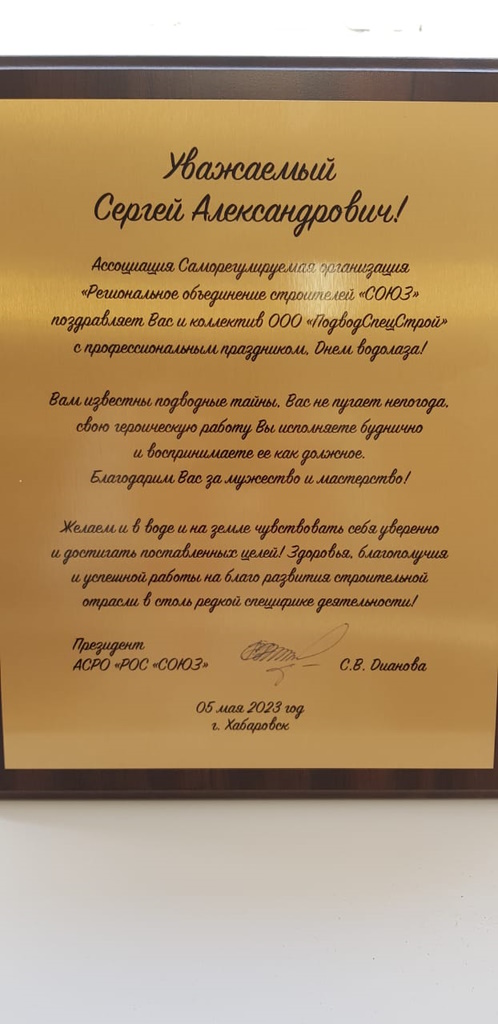 Уважаемый
Сергей Александрович!
Ассоциация Саморегулируемая организация
«Региональное объединение строителей «СОЮЗ»
поздравляет Вас и коллектив ООО «ПодводСпецСтрой»
с профессиональным праздником, Днем водолаза!
Вам известны подводные тайны, Вас не пугает непогода,
свою героическую работу Вы исполняете буднично
и воспринимаете ее как должное.
Благодарим Вас за мужество и мастерство!
Желаем и в воде и на земле чувствовать себя уверенно
и достигать поставленных целей! Здоровья, благополучия
и успешной работы на благо развития строительной
отрасли в столь редкой специфике деятельности!
Президент
АСРО «РОС «СОЮЗ» С.В. Дианова
05 мая 2023 год
г. Хабаровск